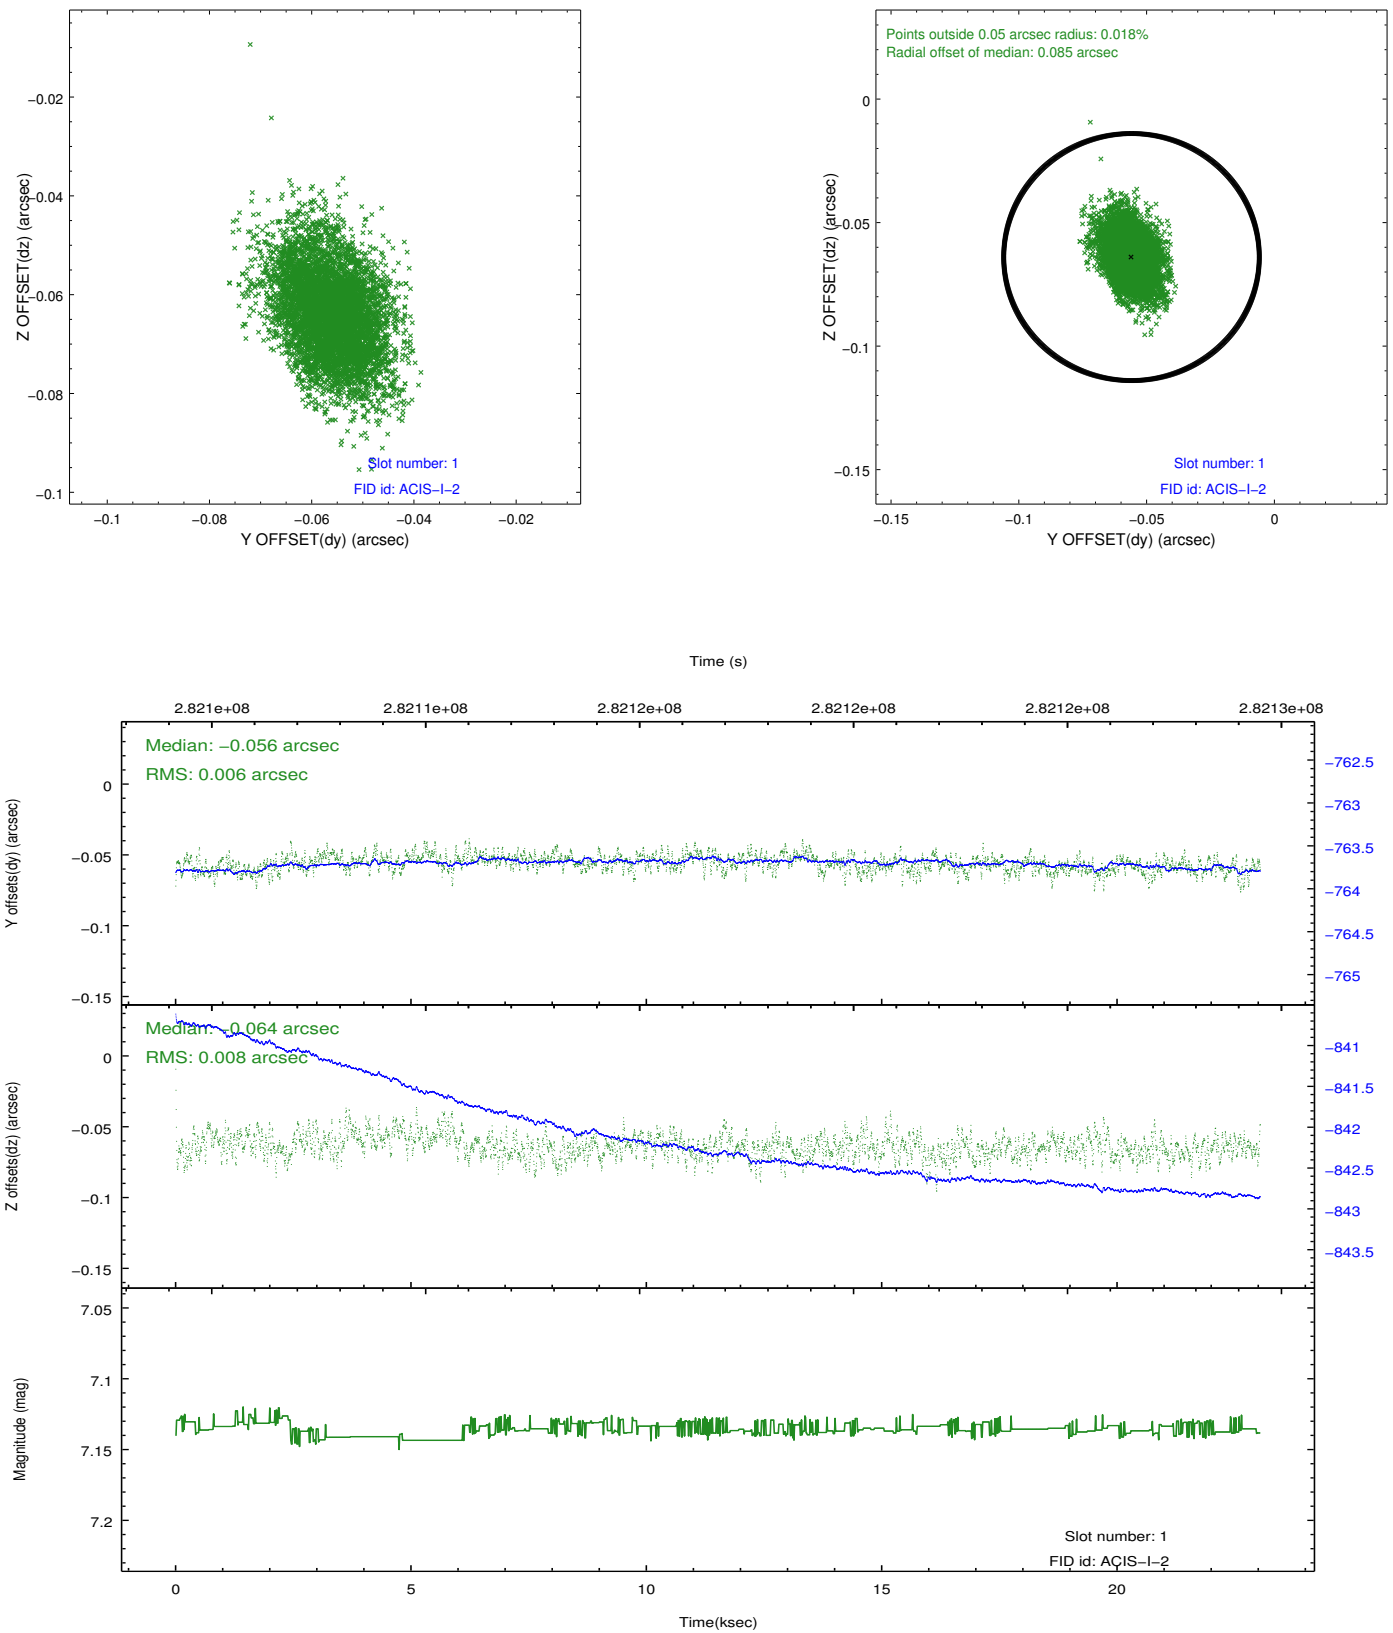 −0.02
−0.04
−0.06
−0.08
−0.1
Z OFFSET(dz) (arcsec)
Slot number: 1
FID id: ACIS−I−2
−0.1
−0.08
−0.06
−0.04
−0.02
Y OFFSET(dy) (arcsec)
Points outside 0.05 arcsec radius: 0.018%
Radial offset of median: 0.085 arcsec
0
−0.05
−0.1
−0.15
Z OFFSET(dz) (arcsec)
Slot number: 1
FID id: ACIS−I−2
−0.15
−0.1
−0.05
0
Y OFFSET(dy) (arcsec)
Time (s)
2.821e+08
2.8211e+08
2.8212e+08
2.8212e+08
2.8212e+08
2.8213e+08
Median: −0.056 arcsec
RMS: 0.006 arcsec
0
−0.05
−0.1
−0.15
Y offsets(dy) (arcsec)
−762.5
−763
−763.5
−764
−764.5
−765
Median: −0.064 arcsec
RMS: 0.008 arcsec
0
−0.05
−0.1
−0.15
Z offsets(dz) (arcsec)
−841
−841.5
−842
−842.5
−843
−843.5
7.05
7.1
7.15
7.2
Magnitude (mag)
Slot number: 1
FID id: ACIS−I−2
0
5
10
15
20
Time(ksec)